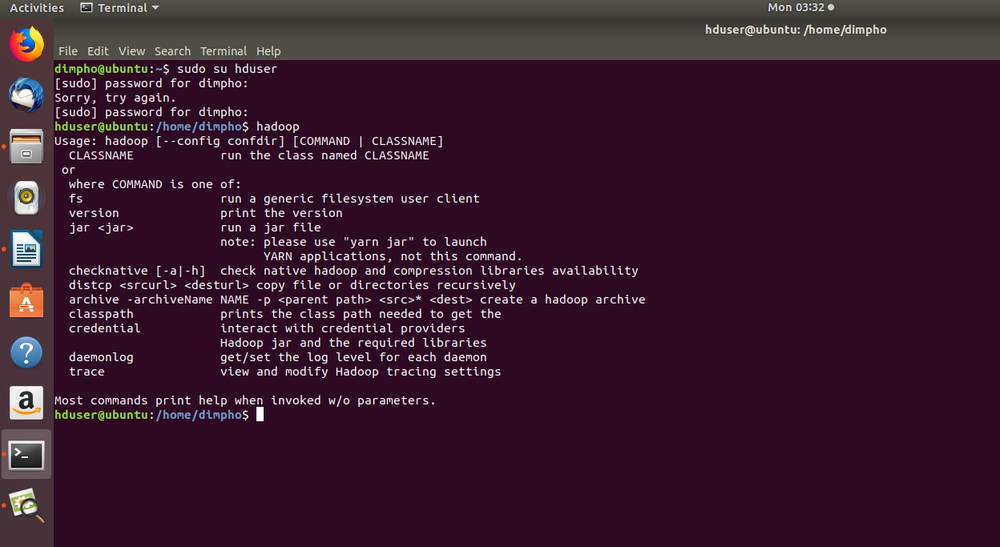 Activities Terminal Mon 03:32
hduser@ubuntu: /home/dimpho
File Edit View Search Terminal Help
dimpho@ubuntu:~$ sudo su hduser
[sudo] password for dimpho:
Sorry, try again.
[sudo] password for dimpho:
hduser@ubuntu:/home/dimpho$ hadoop
Usage: hadoop [--config confdir] [COMMAND | CLASSNAME]
  CLASSNAME            run the class named CLASSNAME
 or
  where COMMAND is one of:
  fs                   run a generic filesystem user client
  version              print the version
  jar <jar>            run a jar file
                       note: please use "yarn jar" to launch
                             YARN applications, not this command.
  checknative [-a|-h]  check native hadoop and compression libraries availability
  distcp <srcurl> <desturl> copy file or directories recursively
  archive -archiveName NAME -p <parent path> <src>* <dest> create a hadoop archive
  classpath            prints the class path needed to get the
  credential           interact with credential providers
                       Hadoop jar and the required libraries
  daemonlog            get/set the log level for each daemon
  trace                view and modify Hadoop tracing settings

Most commands print help when invoked w/o parameters.
hduser@ubuntu:/home/dimpho$